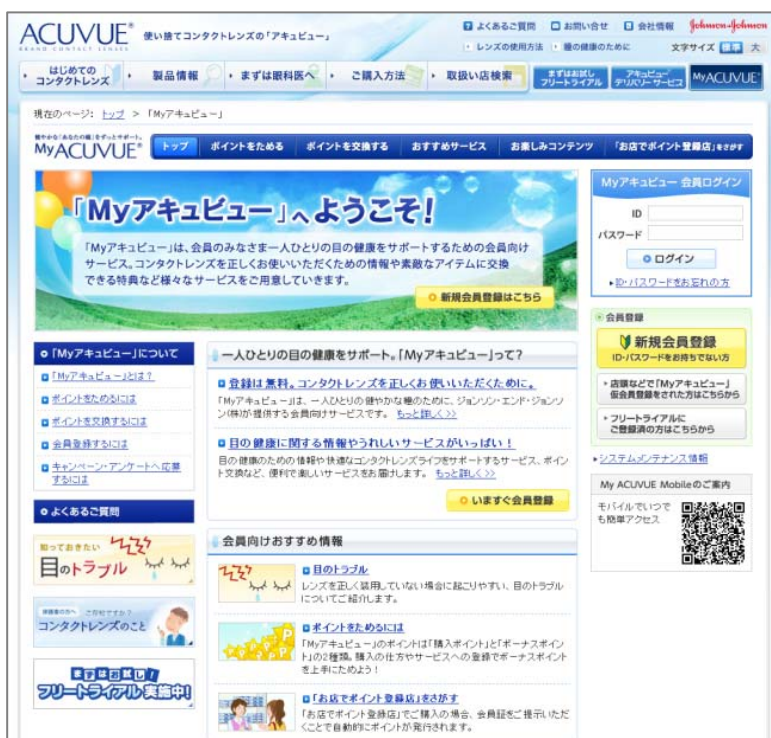 ACUVUE®
BRAND CONTACT LENSES
使い捨てコンタクトレンズの「アキュビュー」
よくあるご質問 お問い合せ 会社情報 Johnson&Johnson
レンズの使用方法 瞳の健康のために 文字サイズ 標準 大
はじめてのコンタクトレンズ 製品情報 まずは眼科医へ ご購入方法 取扱い店検索 まずはお試しフリートライアル アキュビュー®デリバリーサービス MyACUVUE®
現在のページ: トップ > 「Myアキュビュー」
健やかな「あなたの瞳」をずっとサポート。
MyACUVUE®
トップ ポイントをためる ポイントを交換する おすすめサービス お楽しみコンテンツ 「お店でポイント登録店」をさがす
「Myアキュビュー」へようこそ!
「Myアキュビュー」は、会員のみなさま一人ひとりの目の健康をサポートするための会員向け
サービス。コンタクトレンズを正しくお使いいただくための情報や素敵なアイテムに交換
できる特典など様々なサービスをご用意していきます。
新規会員登録はこちら
Myアキュビュー 会員ログイン
ID
パスワード
ログイン
ID・パスワードをお忘れの方
会員登録
新規会員登録
ID・パスワードをお持ちでない方
店頭などで「Myアキュビュー」
仮会員登録をされた方はこちらから
フリートライアルに
ご登録済の方はこちらから
システムメンテナンス情報
My ACUVUE Mobileのご案内
モバイルでいつで
も簡単アクセス
「Myアキュビュー」について
「Myアキュビュー」とは?
ポイントをためるには
ポイントを交換するには
会員登録するには
キャンペーン・アンケートへ応募
するには
よくあるご質問
知っておきたい
目のトラブル
保護者の方へ ご存知ですか?
コンタクトレンズのこと
まずはお試し!
フリートライアル実施中!
一人ひとりの目の健康をサポート。「Myアキュビュー」って?
登録は無料。コンタクトレンズを正しくお使いいただくために。
「Myアキュビュー」は、一人ひとりの健やかな瞳のために、ジョンソン・エンド・ジョンソ
ン(株)が提供する会員向けサービスです。 もっと詳しく>>
目の健康に関する情報やうれしいサービスがいっぱい!
目の健康のための情報や快適なコンタクトレンズライフをサポートするサービス、ポイン
ト交換など、便利で楽しいサービスをお届けします。 もっと詳しく>>
いますぐ会員登録
会員向けおすすめ情報
目のトラブル
レンズを正しく装用していない場合に起こりやすい、目のトラブル
についてご紹介します。
ポイントをためるには
「Myアキュビュー」のポイントは「購入ポイント」と「ボーナスポイン
ト」の2種類。購入の仕方やサービスへの登録でボーナスポイント
を上手にためよう!
「お店でポイント登録店」をさがす
「お店でポイント登録店」でご購入の場合、会員証をご提示いただ
くことで自動的にポイントが発行されます。